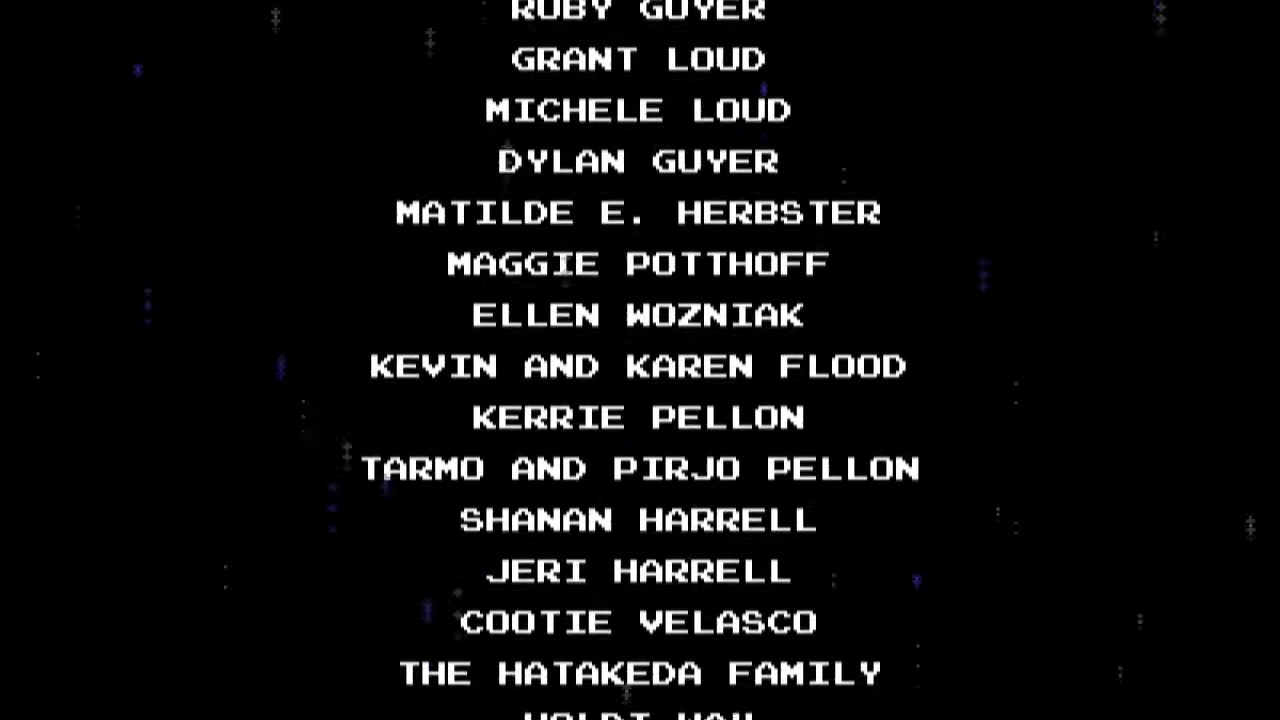 RUBY GUYER
GRANT LOUD
MICHELE LOUD
DYLAN GUYER
MATILDE E. HERBSTER
MAGGIE POTTHOFF
ELLEN WOZNIAK
KEVIN AND KAREN FLOOD
KERRIE PELLON
TARMO AND PIRJO PELLON
SHANAN HARRELL
JERI HARRELL
COOTIE VELASCO
THE HATAKEDA FAMILY